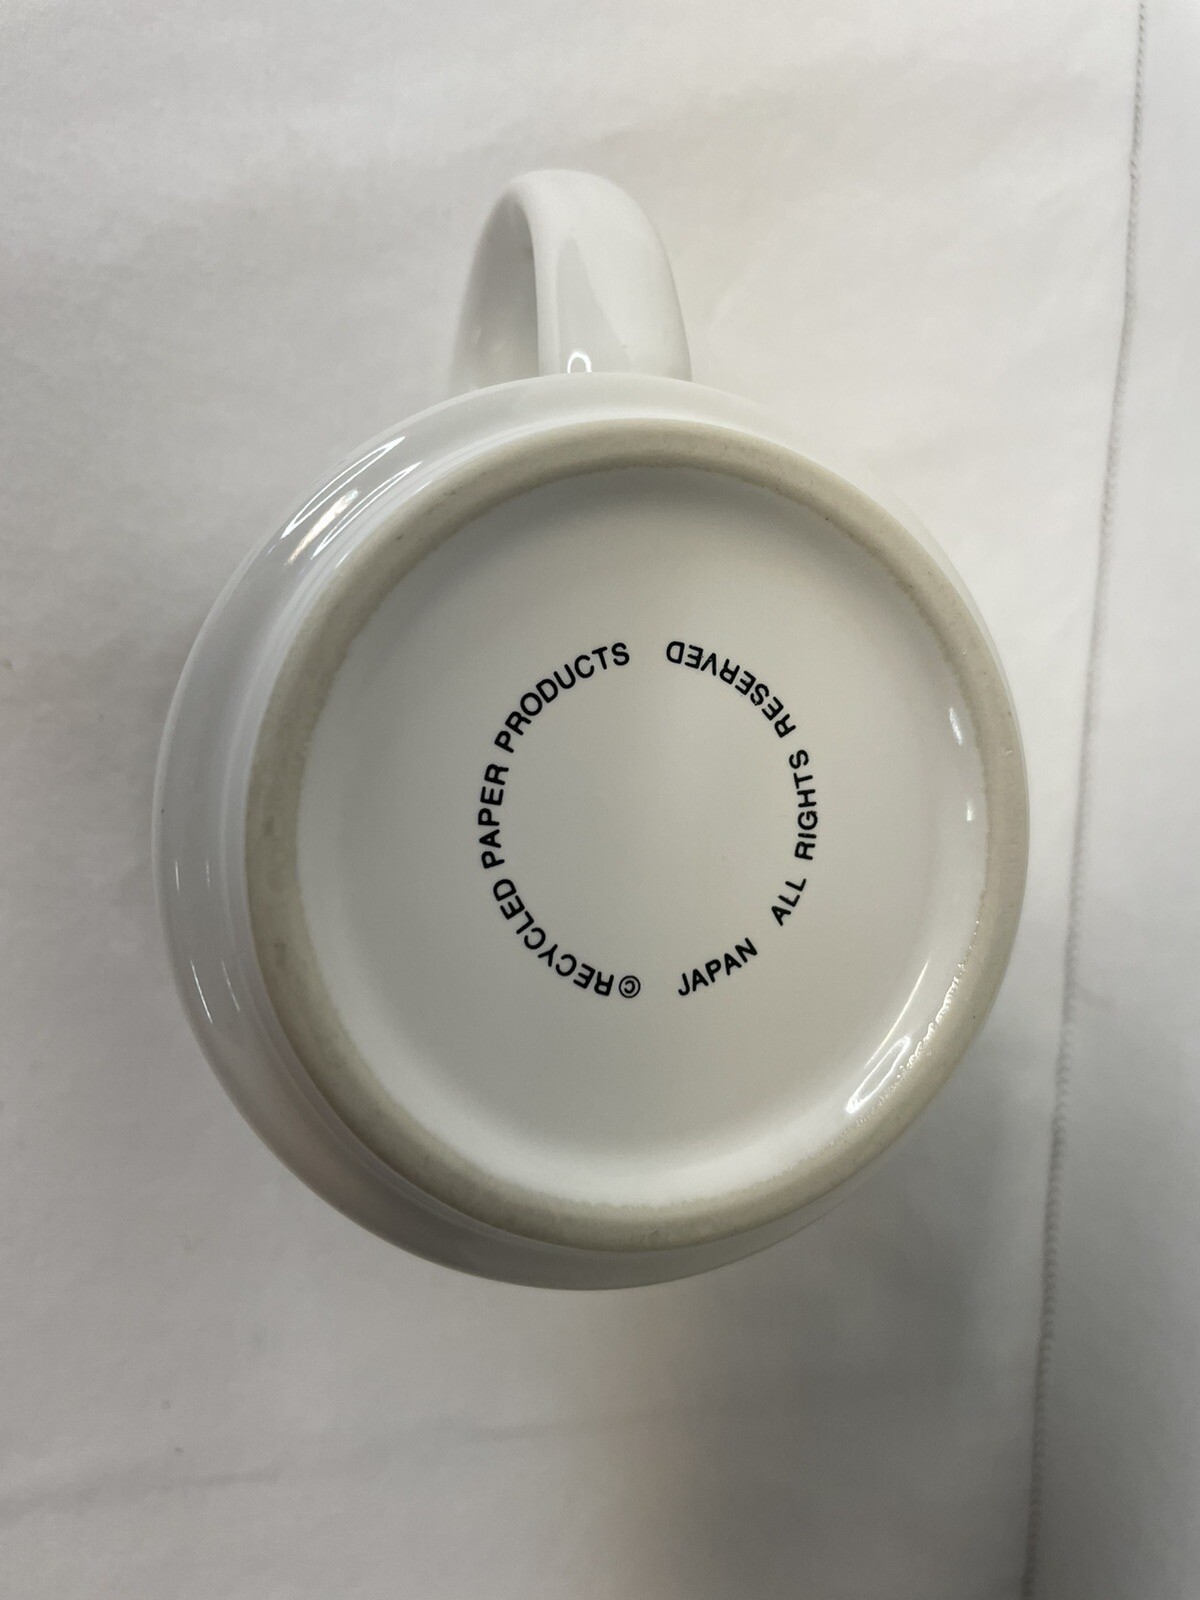 © RECYCLED PAPER PRODUCTS
JAPAN ALL RIGHTS RESERVED